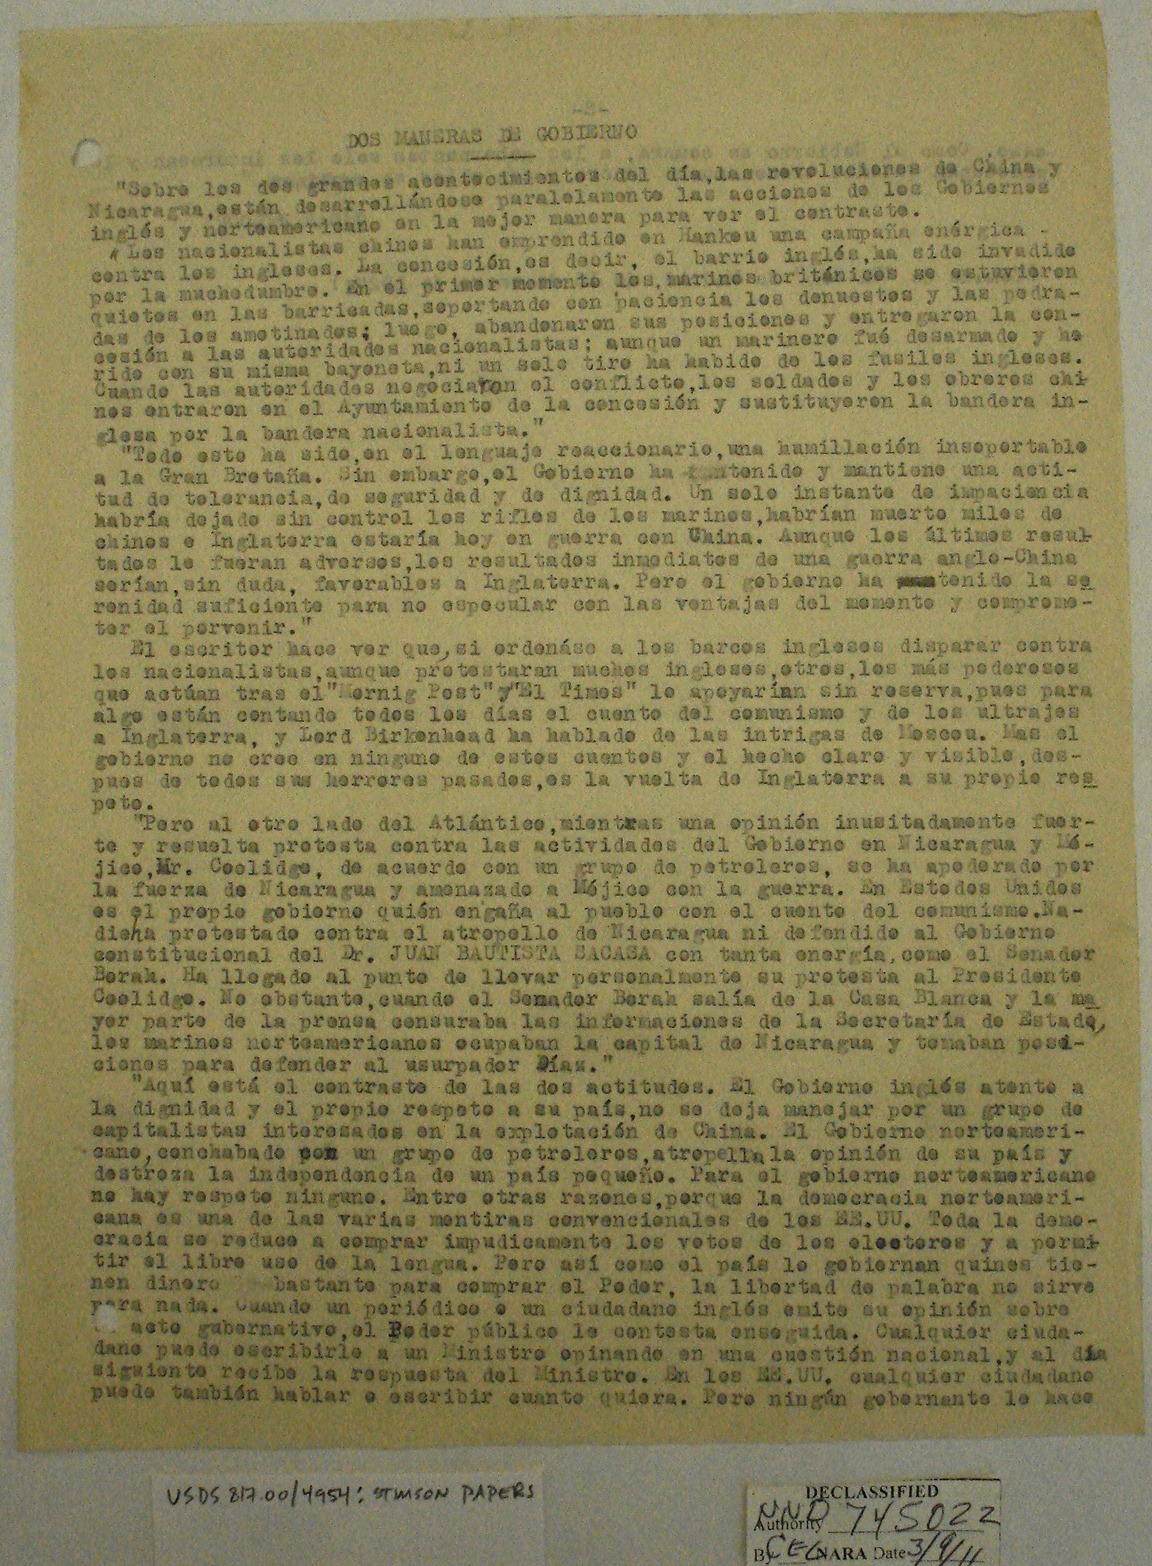 -2-
DOS MANERAS DE GOBIERNO
"Sobre los dos grandes acontecimientos del día,las revoluciones de China y
Nicaragua,están desarrollándose paralelamente las acciones de los Gobiernos
inglés y norteamericano en la mejor manera para ver el contraste.
"Los nacionalistas chinos han emprendido en Hankou una campaña enérgica -
contra los ingleses. La concesión,es decir, el barrio inglés,ha sido invadido
por la muchedumbre. En el primer momento los marinos británicos se estuvieron
quietos en las barricadas,soportando con paciencia los denuestos y las pedra-
das de los amotinados; luego, abandonaron sus posiciones y entregaron la con-
cesión a las autoridades nacionalistas; aunque un marinero fué desarmado y he
rido con su misma bayoneta,ni un solo tiro ha habido de los fusiles ingleses.
Cuando las autoridades negociaron el conflicto,los soldados y los obreros chi
nos entraron en el Ayuntamiento de la concesión y sustituyeron la bandera in-
glesa por la bandera nacionalista."
"Todo esto ha sido,en el lenguaje reaccionario,una humillación insoportable
a la Gran Bretaña. Sin embargo,el Gobierno ha mantenido y mantiene una acti-
tud de tolerancia,de seguridad y de dignidad. Un solo instante de impaciencia
habría dejado sin control los rifles de los marinos,habrían muerto miles de
chinos e Inglaterra estaría hoy en guerra con China. Aunque los últimos resul-
tados le fueran adversos,los resultados inmediatos de una guerra anglo-China
serían,sin duda, favorables a Inglaterra. Pero el gobierno ha tenido la se
renidad suficiente para no especular con las ventajas del momento y comprome-
ter el porvenir."
El escritor hace ver que,si ordenáse a los barcos ingleses disparar contra
los nacionalistas,aunque protestaran muchos ingleses,otros,los más poderosos
que actúan tras el"Mornig Post"y"El Times" le apoyarían sin reserva,pues para
algo están contando todos los días el cuento del comunismo y de los ultrajes
a Inglaterra, y Lord Birkenhead ha hablado de las intrigas de Moscou. Mas el
gobierno no cree en ninguno de estos cuentos y el hecho claro y visible,des-
pues de todos sus horrores pasados,es la vuelta de Inglaterra a su propio res
peto.
"Pero al otro lado del Atlántico,mientras una opinión inusitadamente fuer-
te y resuelta protesta contra las actividades del Gobierno en Nicaragua y Mé-
jico,Mr. Coolidge, de acuerdo con un grupo de petroleros, se ha apoderado por
la fuerza de Nicaragua y amenazado a Méjico con la guerra. En Estodos Unidos
es el propio gobierno quién engaña al pueblo con el cuento del comunismo.Na-
dieha protestado contra el atropello de Nicaragua ni defendido al Gobierno
constitucional del Dr. JUAN BAUTISTA SACASA con tanta energía,como el Senador
Borah. Ha llegado al punto de llevar personalmente su protesta al Presidente
Coolidge. No obstante,cuando el Senador Borah salía de la Casa Blanca y la ma
yor parte de la prensa censuraba las informaciones de la Secretaría de Estado,
los marinos norteamericanos ocupaban la capital de Nicaragua y tomaban posi-
ciones para defender al usurpador Díaz."
"Aquí está el contraste de las dos actitudes. El Gobierno inglés atento a
la dignidad y el propio respeto a su país,no se deja manejar por un grupo de
capitalistas interesados en la explotación de China. El Gobierno norteameri-
cano,conchabado con un grupo de petroleros,atropella la opinión de su país y
destroza la independencia de un país pequeño. Para el gobierno norteamericano
no hay respeto ninguno. Entre otras razones,porque la democracia norteameri-
cana es una de las varias mentiras convencionales de los EE.UU. Toda la demo-
cracia se reduce a comprar impudicamente los votos de los electores y a permi
tir el libre uso de la lengua. Pero así como el país lo gobiernan quines tie-
nen dinero bastante para comprar el Poder, la libertad de palabra no sirve
para nada. Cuando un periódico o un ciudadano inglés emite su opinión sobre
acto gubernativo,el Poder público le contesta enseguida. Cualquier ciuda-
dano puede escribirle a un Ministro opinando en una cuestión nacional,y al día
siguiente recibe la respuesta del Ministro. En los EE.UU. cualquier ciudadano
puede también hablar o escribir cuanto quiera. Pero ningún gobernante le hace
USDS 817.00/4954: STIMSON PAPERS
DECLASSIFIED
Authority NND 745022
By CEC NARA Date 3/9/11